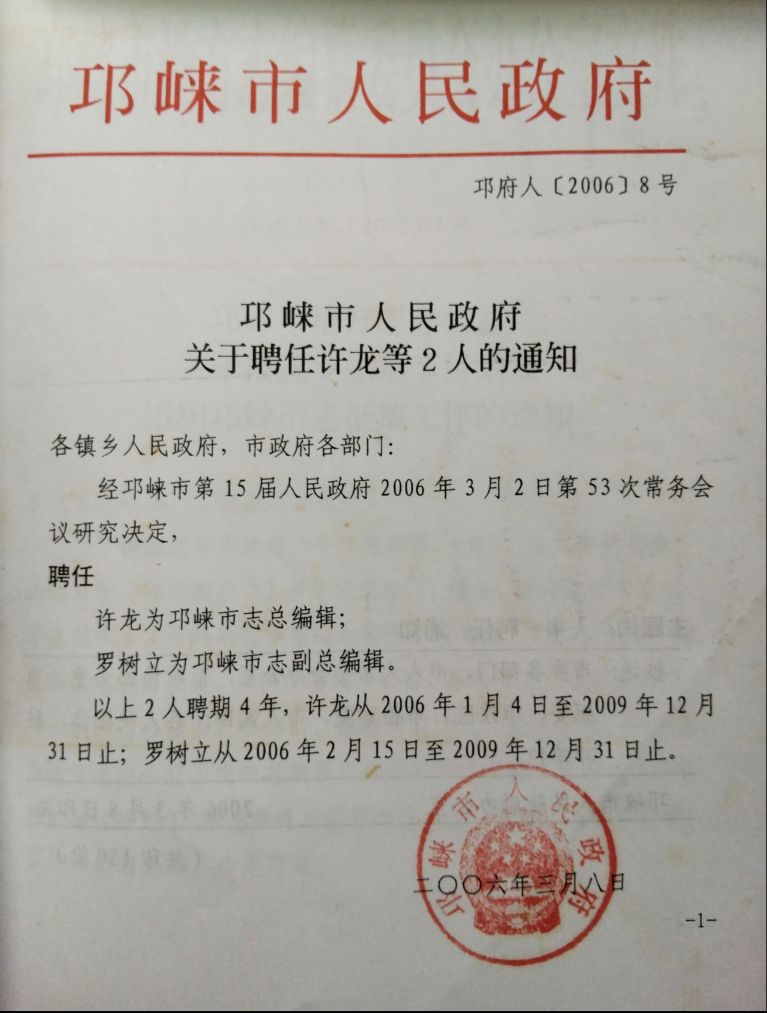 邛崃市人民政府
邛府人〔2006〕8号
邛崃市人民政府
关于聘任许龙等2人的通知
各镇乡人民政府，市政府各部门：
经邛崃市第15届人民政府2006年3月2日第53次常务会
议研究决定，
聘任
许龙为邛崃市志总编辑；
罗树立为邛崃市志副总编辑。
以上2人聘期4年，许龙从2006年1月4日至2009年12月
31日止；罗树立从2006年2月15日至2009年12月31日止。
邛崃市人民政府
二〇〇六年三月八日
-1-